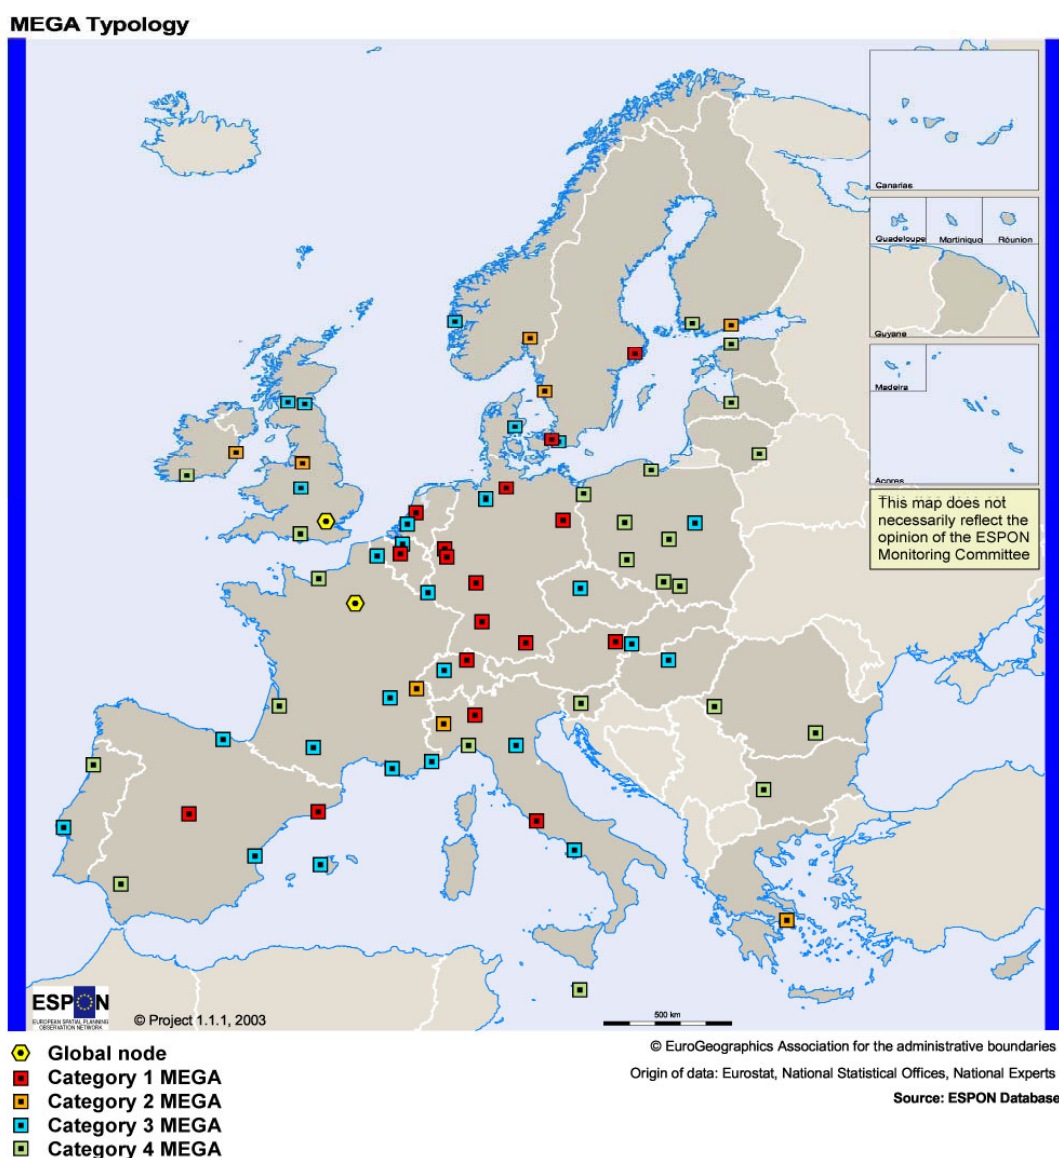 MEGA Typology
Canarias
Guadeloupe
Martinique
Réunion
Guyane
Madeira
Acores
This map does not
necessarily reflect the
opinion of the ESPON
Monitoring Committee
ESPON
EUROPEAN SPATIAL PLANNING
OBSERVATION NETWORK
© Project 1.1.1, 2003
500 km
Global node
Category 1 MEGA
Category 2 MEGA
Category 3 MEGA
Category 4 MEGA
© EuroGeographics Association for the administrative boundaries
Origin of data: Eurostat, National Statistical Offices, National Experts
Source: ESPON Database